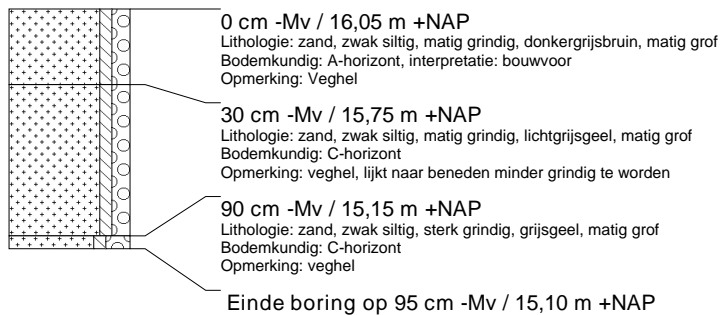 0 cm -Mv / 16,05 m +NAP
Lithologie: zand, zwak siltig, matig grindig, donkergrijsbruin, matig grof
Bodemkundig: A-horizont, interpretatie: bouwvoor
Opmerking: Veghel
30 cm -Mv / 15,75 m +NAP
Lithologie: zand, zwak siltig, matig grindig, lichtgrijsgeel, matig grof
Bodemkundig: C-horizont
Opmerking: veghel, lijkt naar beneden minder grindig te worden
90 cm -Mv / 15,15 m +NAP
Lithologie: zand, zwak siltig, sterk grindig, grijsgeel, matig grof
Bodemkundig: C-horizont
Opmerking: veghel
Einde boring op 95 cm -Mv / 15,10 m +NAP